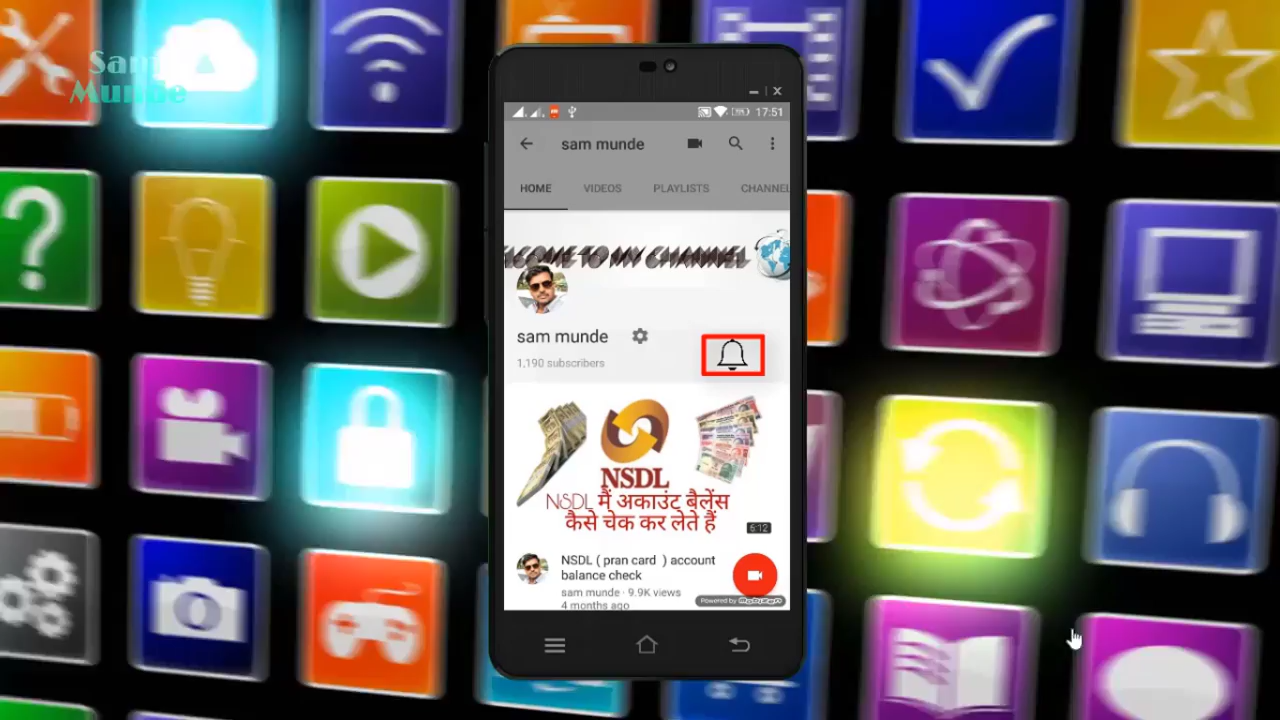 Sam
Munde
17:51
sam munde
HOME VIDEOS PLAYLISTS CHANNEL
LCOME TO MY CHANNEL
sam munde
1,190 subscribers
NSDL
NSDL मैं अकाउंट बैलेंस
कैसे चेक कर लेते हैं
6:12
NSDL ( pran card ) account
balance check
sam munde · 9.9K views
4 months ago
Powered by Mobizen